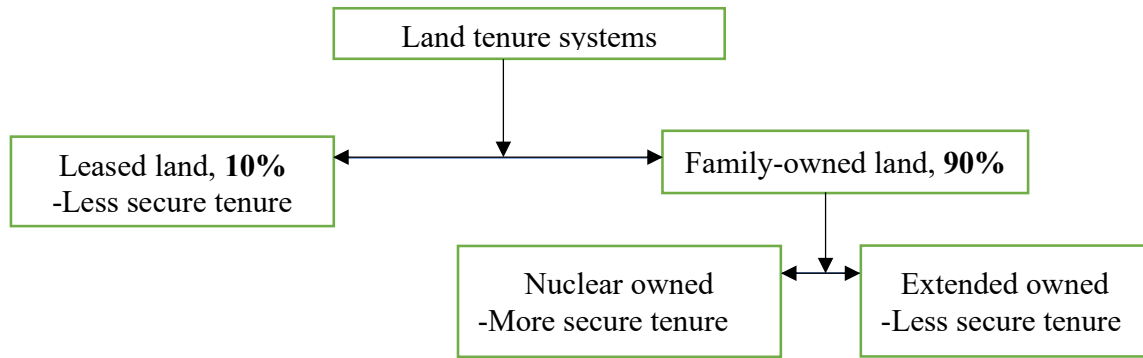 Land tenure systems
Leased land, 10%
-Less secure tenure
Family-owned land, 90%
Nuclear owned
-More secure tenure
Extended owned
-Less secure tenure